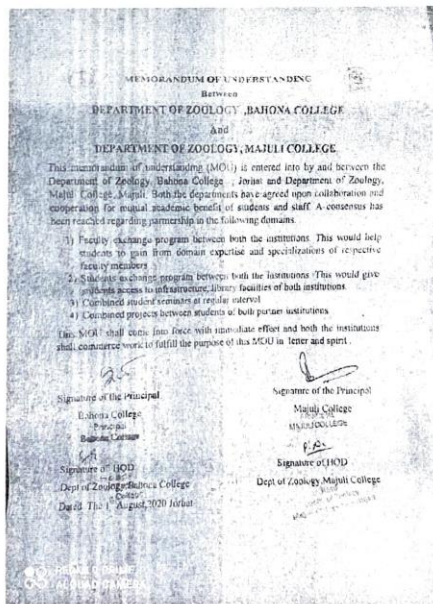 MEMORANDUM OF UNDERSTANDING
Between
DEPARTMENT OF ZOOLOGY ,BAHONA COLLEGE
And
DEPARTMENT OF ZOOLOGY, MAJULI COLLEGE
This memorandum of understanding (MOU) is entered into by and between the
Department of Zoology, Bahona College , Jorhat and Department of Zoology,
Majuli College, Majuli. Both the departments have agreed upon collaboration and
cooperation for mutual academic benefit of students and staff. A consensus has
been reached regarding partnership in the following domains.
1) Faculty exchange program between both the institutions. This would help
students to gain from domain expertise and specializations of respective
faculty members
2) Students exchange program between both the institutions This would give
students access to infrastructure, library facilities of both institutions.
3) Combined student seminars at regular interval
4) Combined projects between students of both partner institutions
This MOU shall come into force with immediate effect and both the institutions
shall commerce work to fulfill the purpose of this MOU in letter and spirit .
Signature of the Principal
Signature of the Principal
Bahona College
Majuli College
Principal
Bahona College
MAJULI COLLEGE
Signature of HOD
Signature of HOD
Dept of Zoology,Bahona College
Dept of Zoology,Majuli College
College
Dated. The 1st August,2020 Jorhat
AI QUAD CAMERA